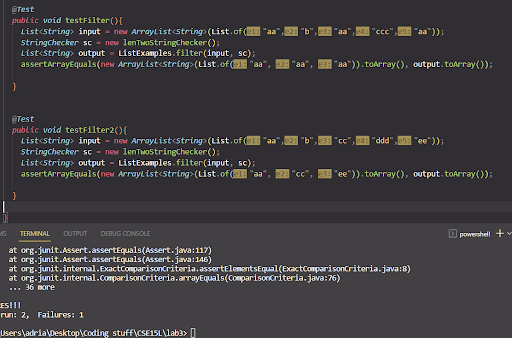 @Test
public void testFilter(){
List<String> input = new ArrayList<String>(List.of(e1: "aa",e2: "b",e3: "aa",e4: "ccc",e5: "aa"));
StringChecker sc = new lenTwoStringChecker();
List<String> output = ListExamples.filter(input, sc);
assertArrayEquals(new ArrayList<String>(List.of(e1: "aa", e2: "aa", e3: "aa")).toArray(), output.toArray());
}
@Test
public void testFilter2(){
List<String> input = new ArrayList<String>(List.of(e1: "aa",e2: "b",e3: "cc",e4: "ddd",e5: "ee"));
StringChecker sc = new lenTwoStringChecker();
List<String> output = ListExamples.filter(input, sc);
assertArrayEquals(new ArrayList<String>(List.of(e1: "aa", e2: "cc", e3: "ee")).toArray(), output.toArray());
}
}
MS TERMINAL OUTPUT DEBUG CONSOLE powershell
at org.junit.Assert.assertEquals(Assert.java:117)
at org.junit.Assert.assertEquals(Assert.java:146)
at org.junit.internal.ExactComparisonCriteria.assertElementsEqual(ExactComparisonCriteria.java:8)
at org.junit.internal.ComparisonCriteria.arrayEquals(ComparisonCriteria.java:76)
... 36 more
ES!!!
run: 2, Failures: 1
Users\adria\Desktop\Coding stuff\CSE15L\lab3>